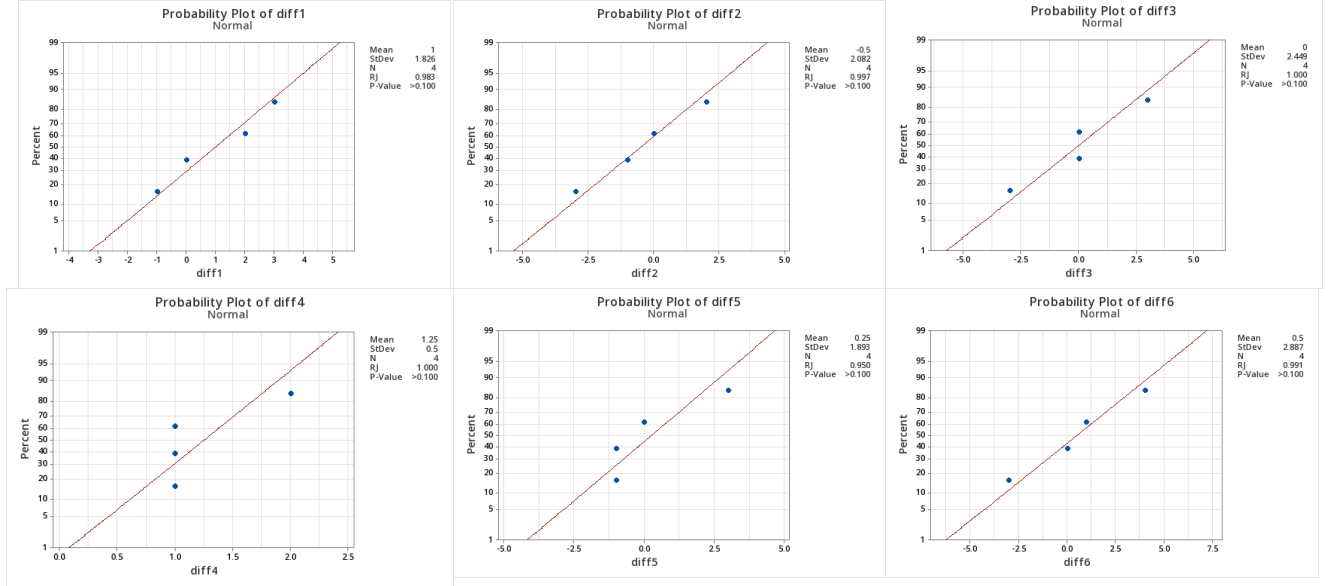 Probability Plot of diff1
Normal
99
95
90
80
70
60
50
40
30
20
10
5
1
Percent
-4 -3 -2 -1 0 1 2 3 4 5
diff1
Mean 1
StDev 1.826
N 4
RJ 0.983
P-Value >0.100
Probability Plot of diff2
Normal
99
95
90
80
70
60
50
40
30
20
10
5
1
Percent
-5.0 -2.5 0.0 2.5 5.0
diff2
Mean -0.5
StDev 2.082
N 4
RJ 0.997
P-Value >0.100
Probability Plot of diff3
Normal
99
95
90
80
70
60
50
40
30
20
10
5
1
Percent
-5.0 -2.5 0.0 2.5 5.0
diff3
Mean 0
StDev 2.449
N 4
RJ 1.000
P-Value >0.100
Probability Plot of diff4
Normal
99
95
90
80
70
60
50
40
30
20
10
5
1
Percent
0.0 0.5 1.0 1.5 2.0 2.5
diff4
Mean 1.25
StDev 0.5
N 4
RJ 1.000
P-Value >0.100
Probability Plot of diff5
Normal
99
95
90
80
70
60
50
40
30
20
10
5
1
Percent
-5.0 -2.5 0.0 2.5 5.0
diff5
Mean 0.25
StDev 1.893
N 4
RJ 0.950
P-Value >0.100
Probability Plot of diff6
Normal
99
95
90
80
70
60
50
40
30
20
10
5
1
Percent
-5.0 -2.5 0.0 2.5 5.0 7.5
diff6
Mean 0.5
StDev 2.887
N 4
RJ 0.991
P-Value >0.100